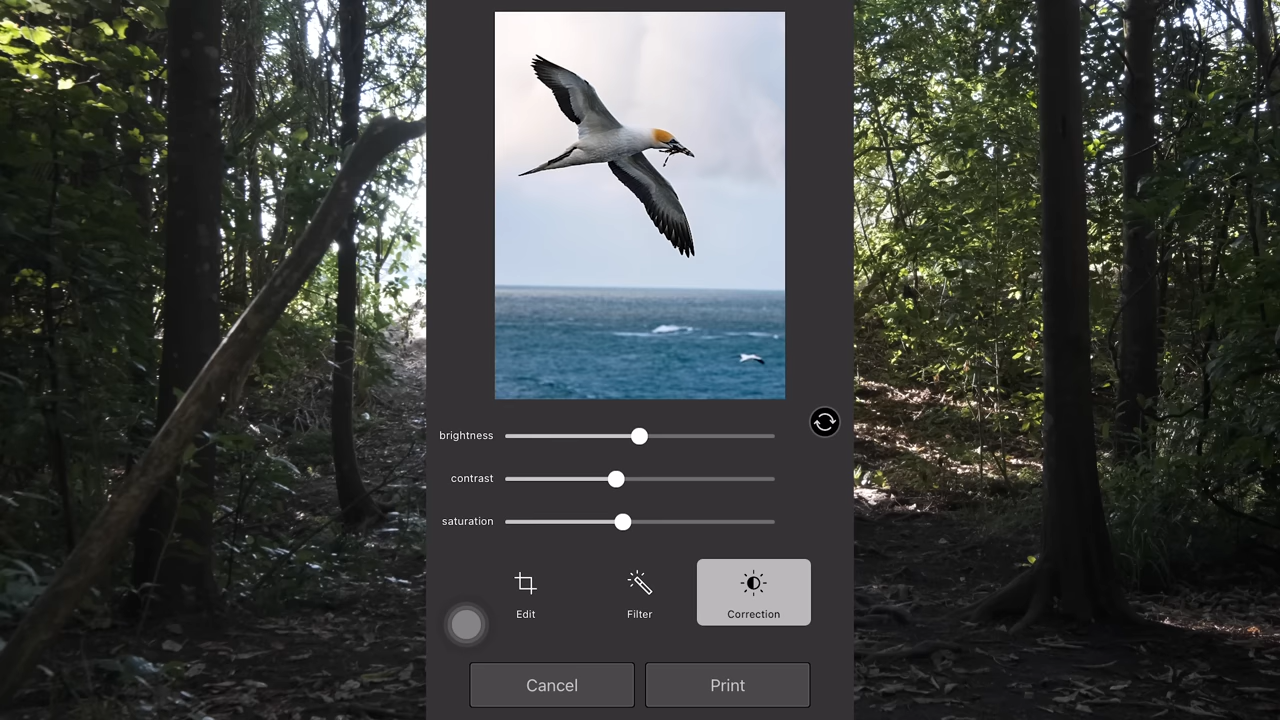 brightness
contrast
saturation
Edit
Filter
Correction
Cancel
Print